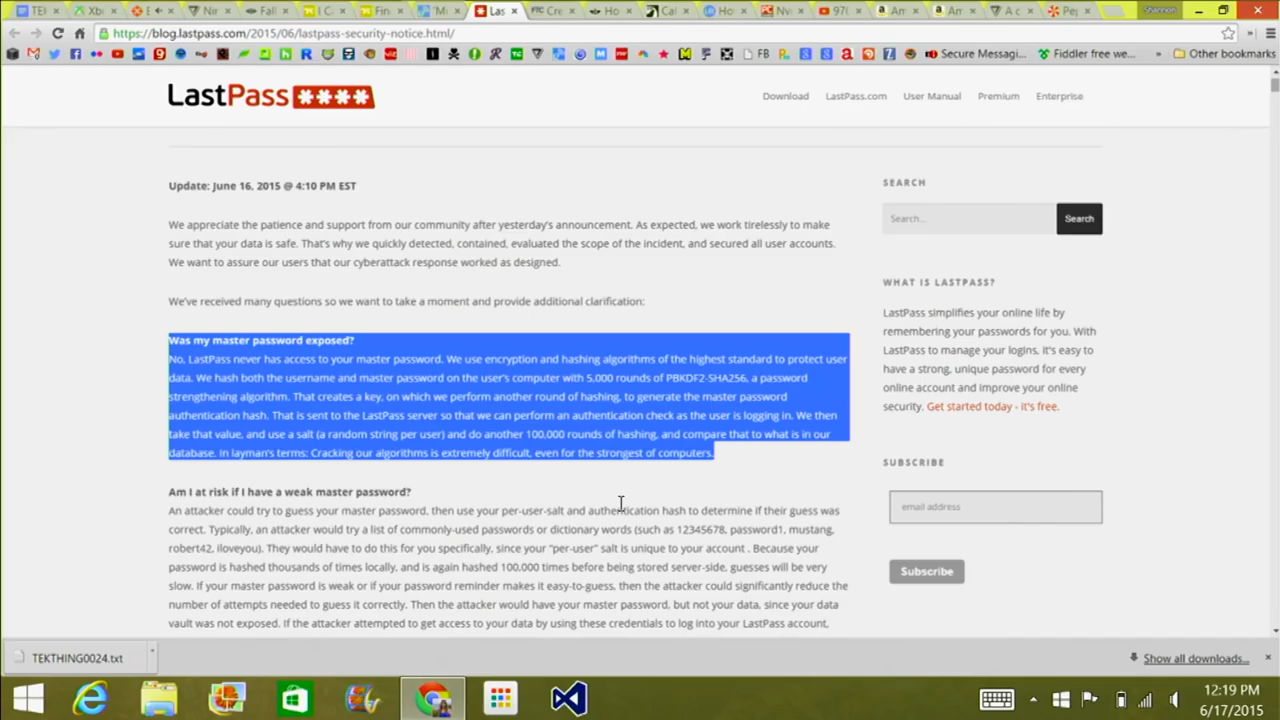 TEI
Xb
Nir
Fall
I C
Fin
"M
Las
FTC Cre
Ho
Cal
Ho
Nv
97(
Am
Am
A c
Pe
Shannon
https://blog.lastpass.com/2015/06/lastpass-security-notice.html/
FB
Secure Messagi...
Fiddler free we...
»
Other bookmarks
LastPass ****
Download
LastPass.com
User Manual
Premium
Enterprise
Update: June 16, 2015 @ 4:10 PM EST
We appreciate the patience and support from our community after yesterday's announcement. As expected, we work tirelessly to make
sure that your data is safe. That's why we quickly detected, contained, evaluated the scope of the incident, and secured all user accounts.
We want to assure our users that our cyberattack response worked as designed.
We've received many questions so we want to take a moment and provide additional clarification:
Was my master password exposed?
No, LastPass never has access to your master password. We use encryption and hashing algorithms of the highest standard to protect user
data. We hash both the username and master password on the user's computer with 5,000 rounds of PBKDF2-SHA256, a password
strengthening algorithm. That creates a key, on which we perform another round of hashing, to generate the master password
authentication hash. That is sent to the LastPass server so that we can perform an authentication check as the user is logging in. We then
take that value, and use a salt (a random string per user) and do another 100,000 rounds of hashing, and compare that to what is in our
database. In layman's terms: Cracking our algorithms is extremely difficult, even for the strongest of computers.
Am I at risk if I have a weak master password?
An attacker could try to guess your master password, then use your per-user-salt and authentication hash to determine if their guess was
correct. Typically, an attacker would try a list of commonly-used passwords or dictionary words (such as 12345678, password1, mustang,
robert42, iloveyou). They would have to do this for you specifically, since your "per-user" salt is unique to your account . Because your
password is hashed thousands of times locally, and is again hashed 100,000 times before being stored server-side, guesses will be very
slow. If your master password is weak or if your password reminder makes it easy-to-guess, then the attacker could significantly reduce the
number of attempts needed to guess it correctly. Then the attacker would have your master password, but not your data, since your data
vault was not exposed. If the attacker attempted to get access to your data by using these credentials to log into your LastPass account,
SEARCH
Search...
Search
WHAT IS LASTPASS?
LastPass simplifies your online life by
remembering your passwords for you. With
LastPass to manage your logins, it's easy to
have a strong, unique password for every
online account and improve your online
security. Get started today - it's free.
SUBSCRIBE
email address
Subscribe
TEKTHING0024.txt
Show all downloads...
12:19 PM
6/17/2015